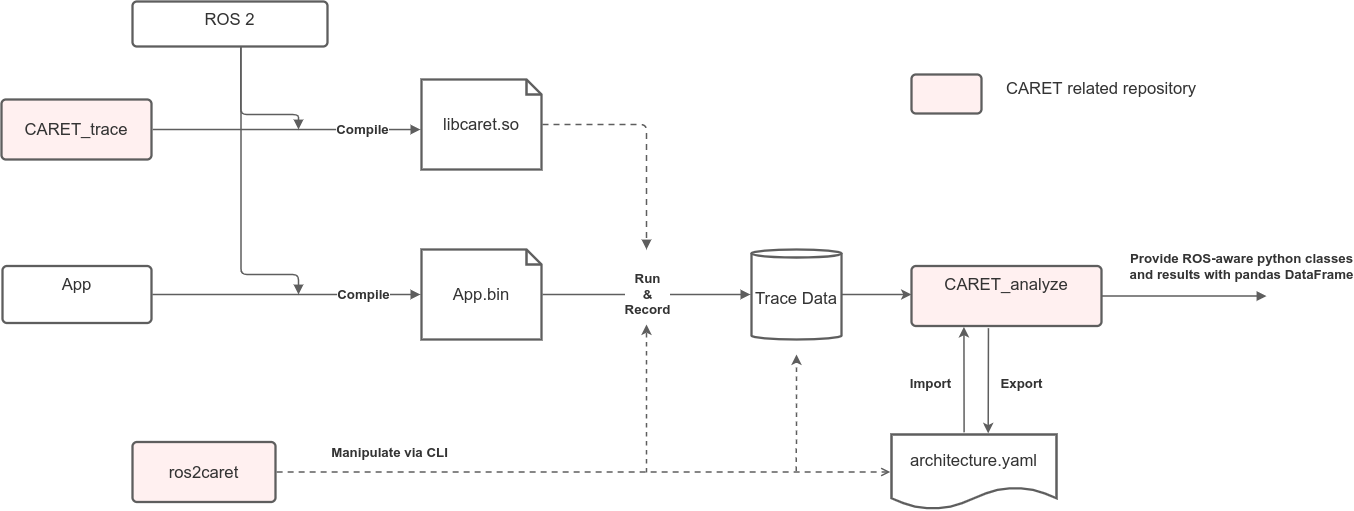 ROS 2
CARET related repository
CARET_trace
Compile
libcaret.so
App
Compile
App.bin
Run
&
Record
Trace Data
CARET_analyze
Provide ROS-aware python classes
and results with pandas DataFrame
Import
Export
ros2caret
Manipulate via CLI
architecture.yaml